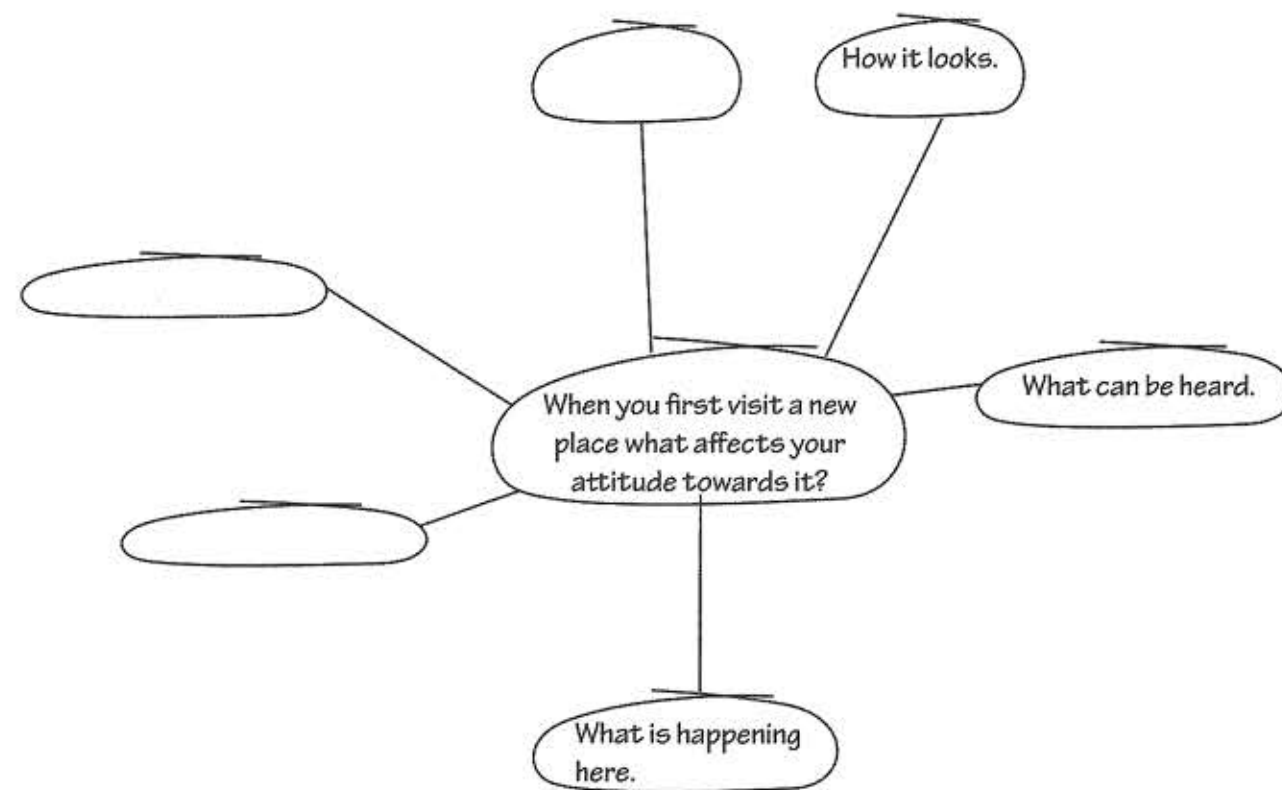 How it looks.
What can be heard.
When you first visit a new
place what affects your
attitude towards it?
What is happening
here.